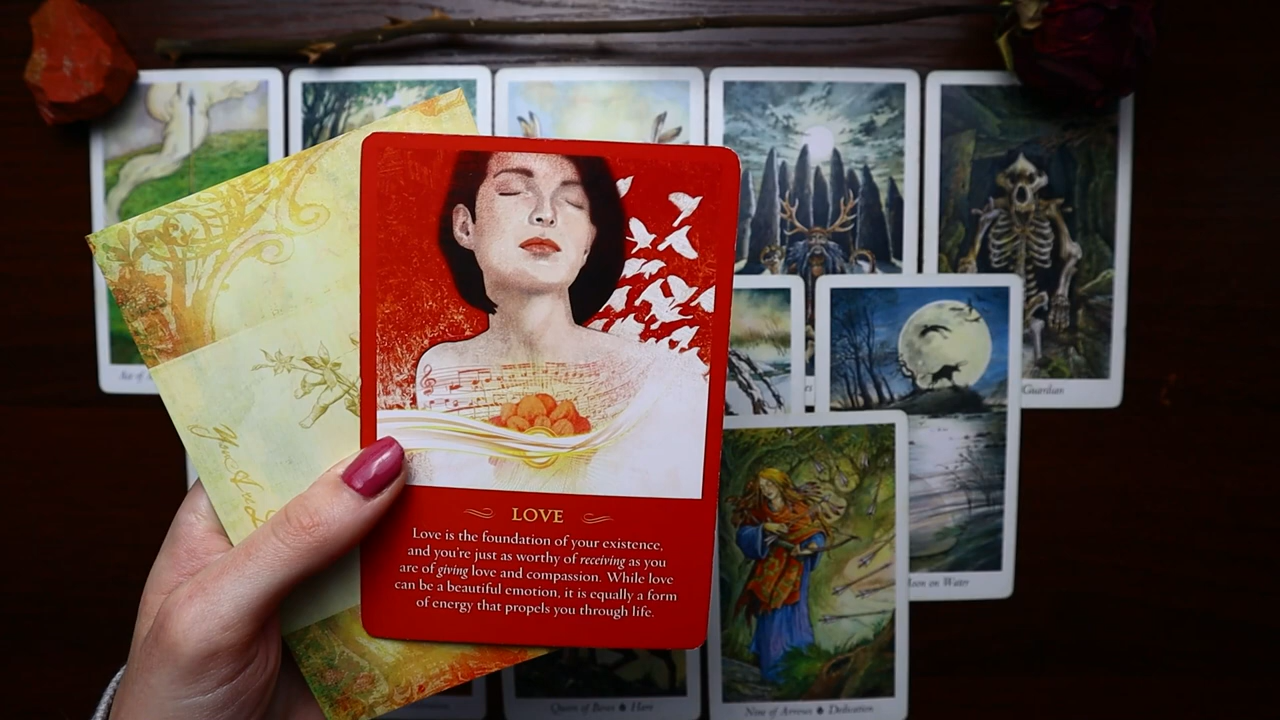 LOVE
Love is the foundation of your existence,
and you're just as worthy of receiving as you
are of giving love and compassion. While love
can be a beautiful emotion, it is equally a form
of energy that propels you through life.
Guardian
Moon on Water
Queen of Bows ♠ Hare
Nine of Arrows ♠ Dedication